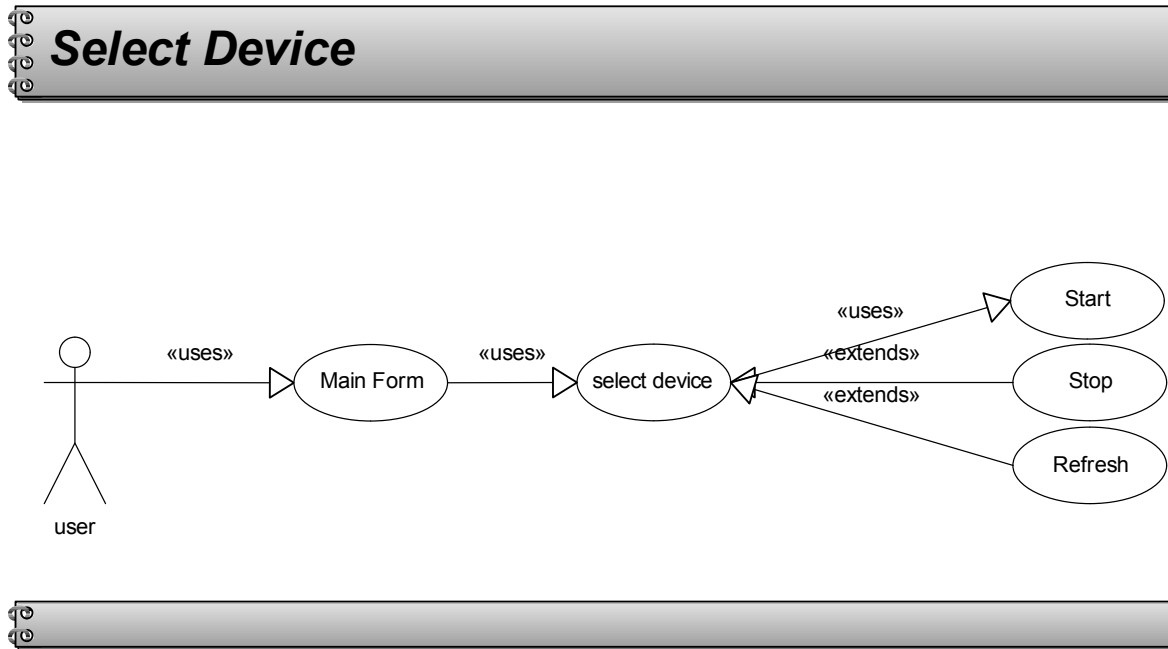 Select Device
«uses»
Start
«uses»
«uses»
«extends»
Main Form
select device
Stop
«extends»
Refresh
user